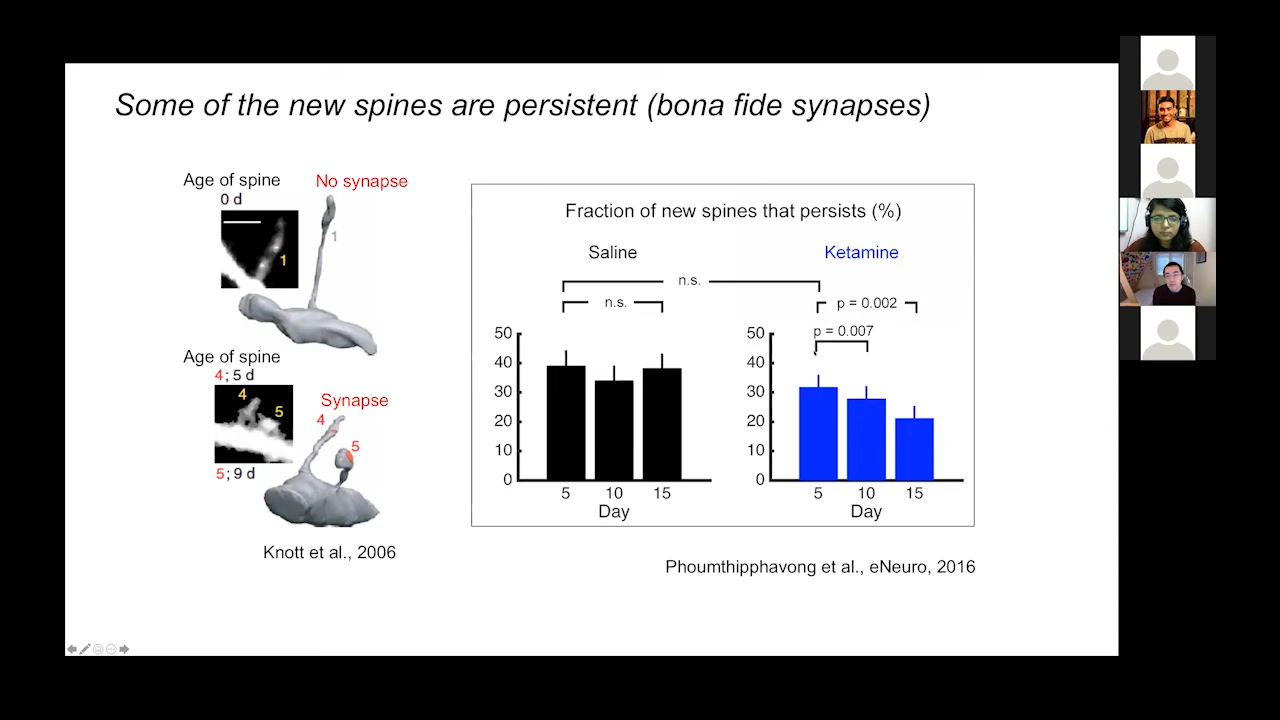 Some of the new spines are persistent (bona fide synapses)
Age of spine
0 d
No synapse
1
1
Age of spine
4; 5 d
4
5
5; 9 d
Synapse
4
5
Knott et al., 2006
Fraction of new spines that persists (%)
Saline
Ketamine
n.s.
n.s.
p = 0.002
p = 0.007
50
40
30
20
10
0
5 10 15
Day
50
40
30
20
10
0
5 10 15
Day
Phoumthipphavong et al., eNeuro, 2016